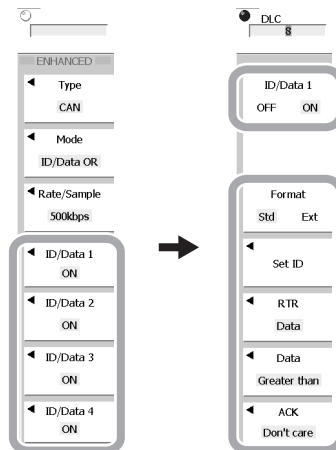 ENHANCED
Type
CAN
Mode
ID/Data OR
Rate/Sample
500kbps
ID/Data 1
ON
ID/Data 2
ON
ID/Data 3
ON
ID/Data 4
ON
DLC
8
ID/Data 1
OFF ON
Format
Std Ext
Set ID
RTR
Data
Data
Greater than
ACK
Don't care